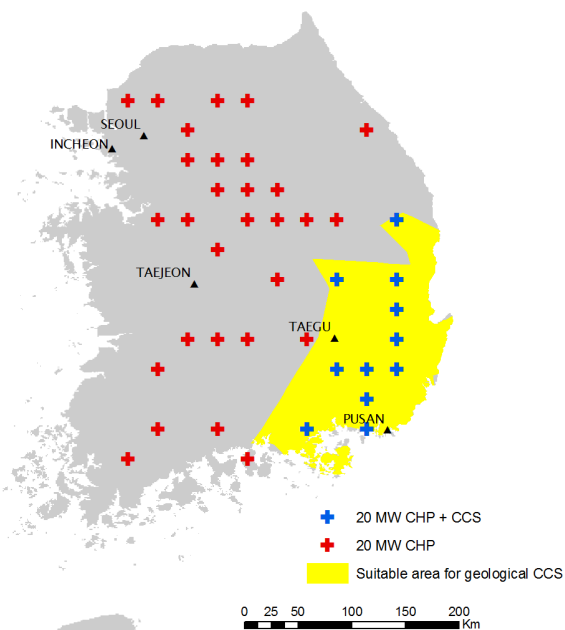 SEOUL
INCHEON
TAEJEON
TAEGU
PUSAN
20 MW CHP + CCS
20 MW CHP
Suitable area for geological CCS
0 25 50 100 150 200
Km